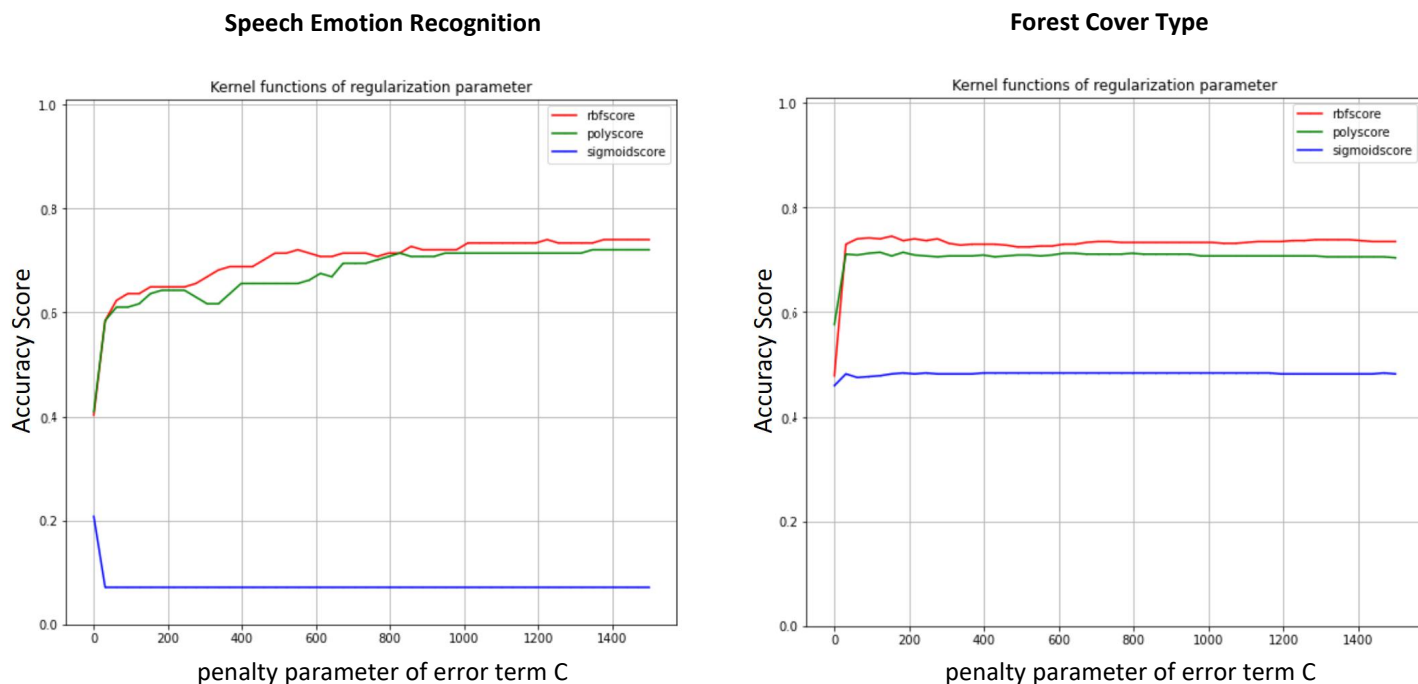 Speech Emotion Recognition
Kernel functions of regularization parameter
rbfscore
polyscore
sigmoidscore
1.0
0.8
0.6
0.4
0.2
0.0
Accuracy Score
0 200 400 600 800 1000 1200 1400
penalty parameter of error term C
Forest Cover Type
Kernel functions of regularization parameter
rbfscore
polyscore
sigmoidscore
1.0
0.8
0.6
0.4
0.2
0.0
Accuracy Score
0 200 400 600 800 1000 1200 1400
penalty parameter of error term C